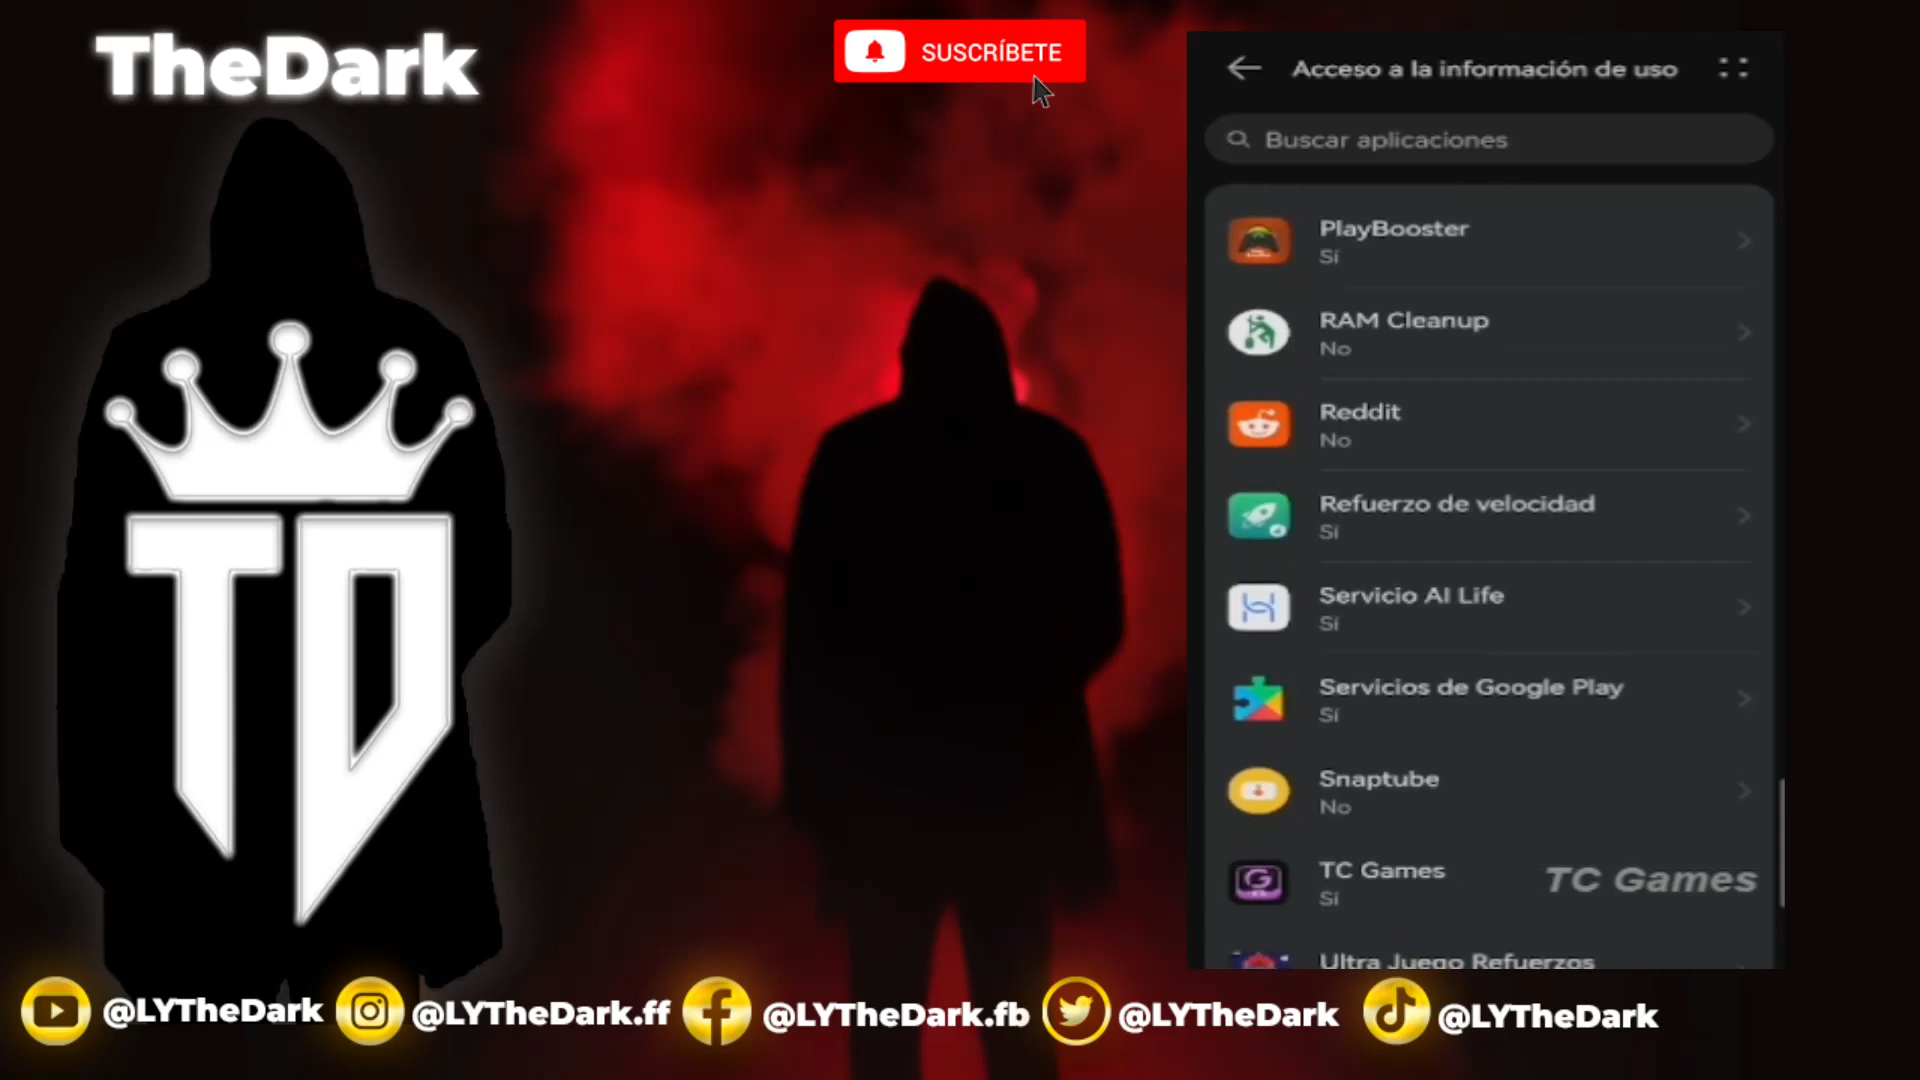 TheDark
SUSCRÍBETE
TD
Acceso a la información de uso
Buscar aplicaciones
PlayBooster
Sí
RAM Cleanup
No
Reddit
No
Refuerzo de velocidad
Sí
Servicio AI Life
Sí
Servicios de Google Play
Sí
Snaptube
No
TC Games
Sí
TC Games
Ultra Juego Refuerzos
@LYTheDark
@LYTheDark.ff
@LYTheDark.fb
@LYTheDark
@LYTheDark